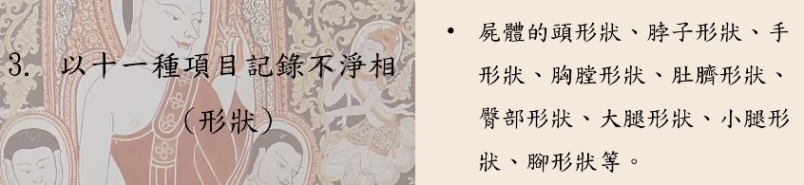 3. 以十一種項目記錄不淨相
(形狀)
• 屍體的頭形狀、脖子形狀、手
形狀、胸膛形狀、肚臍形狀、
臀部形狀、大腿形狀、小腿形
狀、腳形狀等。